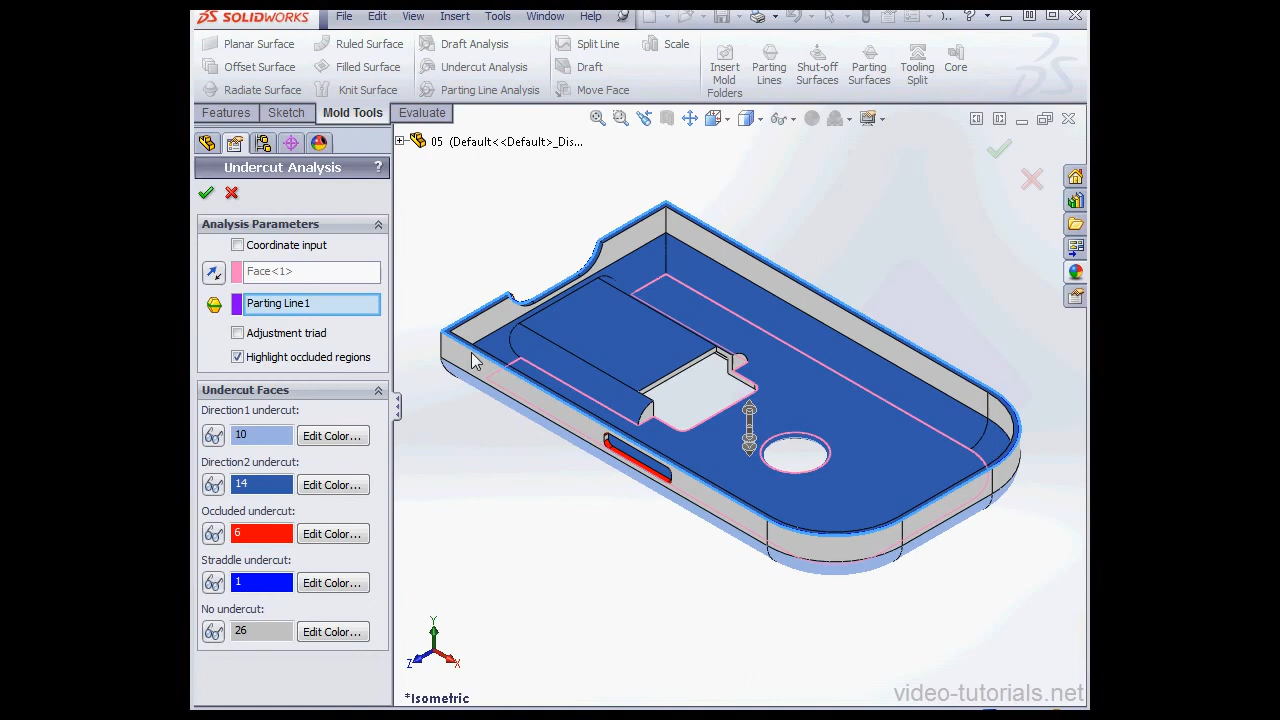 SOLIDWORKS File Edit View Insert Tools Window Help
Planar Surface Ruled Surface Draft Analysis Split Line Scale
Offset Surface Filled Surface Undercut Analysis Draft
Radiate Surface Knit Surface Parting Line Analysis Move Face
Insert Mold Folders
Parting Lines
Shut-off Surfaces
Parting Surfaces
Tooling Split
Core
Features Sketch Mold Tools Evaluate
05 (Default<<Default>_Dis...
Undercut Analysis ?
Analysis Parameters
Coordinate input
Face<1>
Parting Line1
Adjustment triad
Highlight occluded regions
Undercut Faces
Direction1 undercut:
10 Edit Color...
Direction2 undercut:
14 Edit Color...
Occluded undercut:
6 Edit Color...
Straddle undercut:
1 Edit Color...
No undercut:
26 Edit Color...
Y
Z X
*Isometric
video-tutorials.net